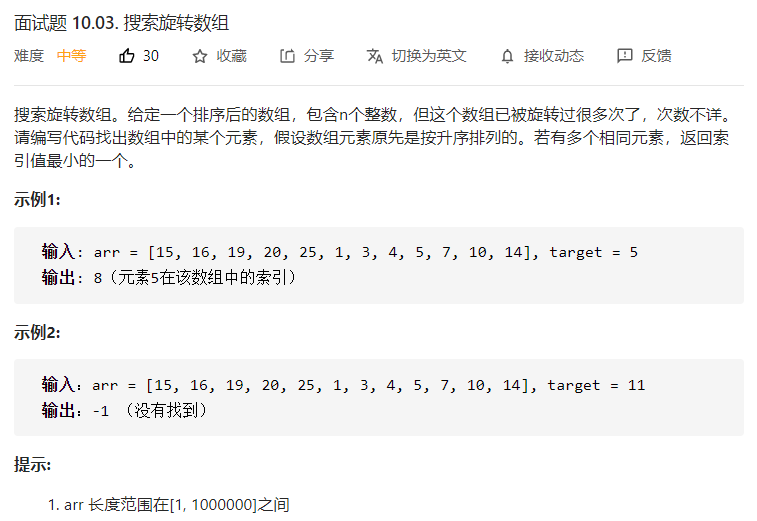 面试题 10.03. 搜索旋转数组
难度 中等 30 收藏 分享 切换为英文 接收动态 反馈
搜索旋转数组。给定一个排序后的数组，包含n个整数，但这个数组已被旋转过很多次了，次数不详。
请编写代码找出数组中的某个元素，假设数组元素原先是按升序排列的。若有多个相同元素，返回索
引值最小的一个。
示例1:
输入: arr = [15, 16, 19, 20, 25, 1, 3, 4, 5, 7, 10, 14], target = 5
输出: 8（元素5在该数组中的索引）
示例2:
输入：arr = [15, 16, 19, 20, 25, 1, 3, 4, 5, 7, 10, 14], target = 11
输出：-1 （没有找到）
提示:
1. arr 长度范围在[1, 1000000]之间